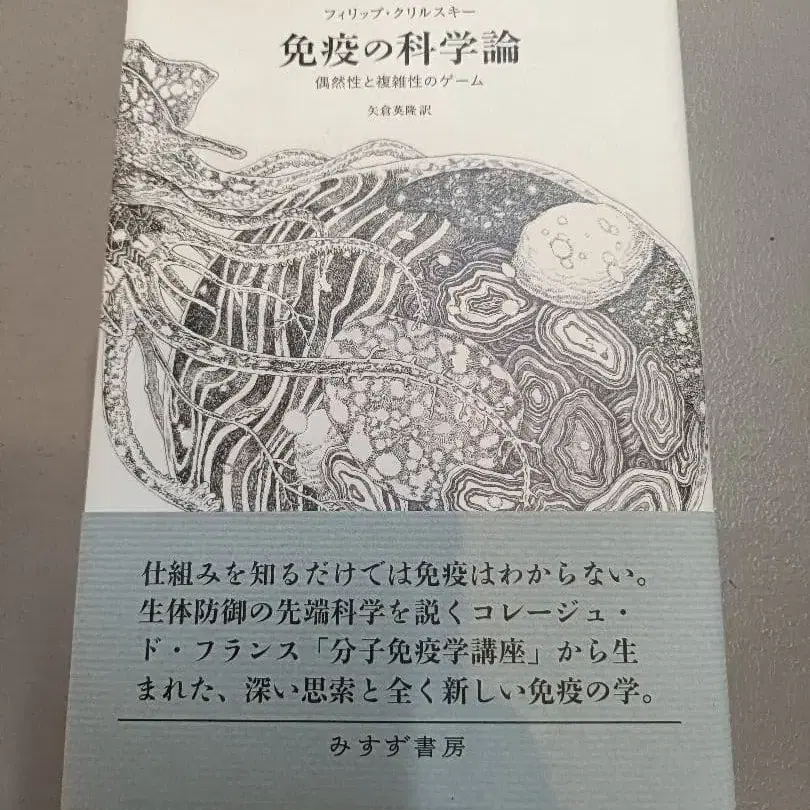 フィリップ・クリルスキー
免疫の科学論
偶然性と複雑性のゲーム
矢倉英隆訳
仕組みを知るだけでは免疫はわからない。
生体防御の先端科学を説くコレージュ・
ド・フランス「分子免疫学講座」から生
まれた、深い思索と全く新しい免疫の学。
みすず書房